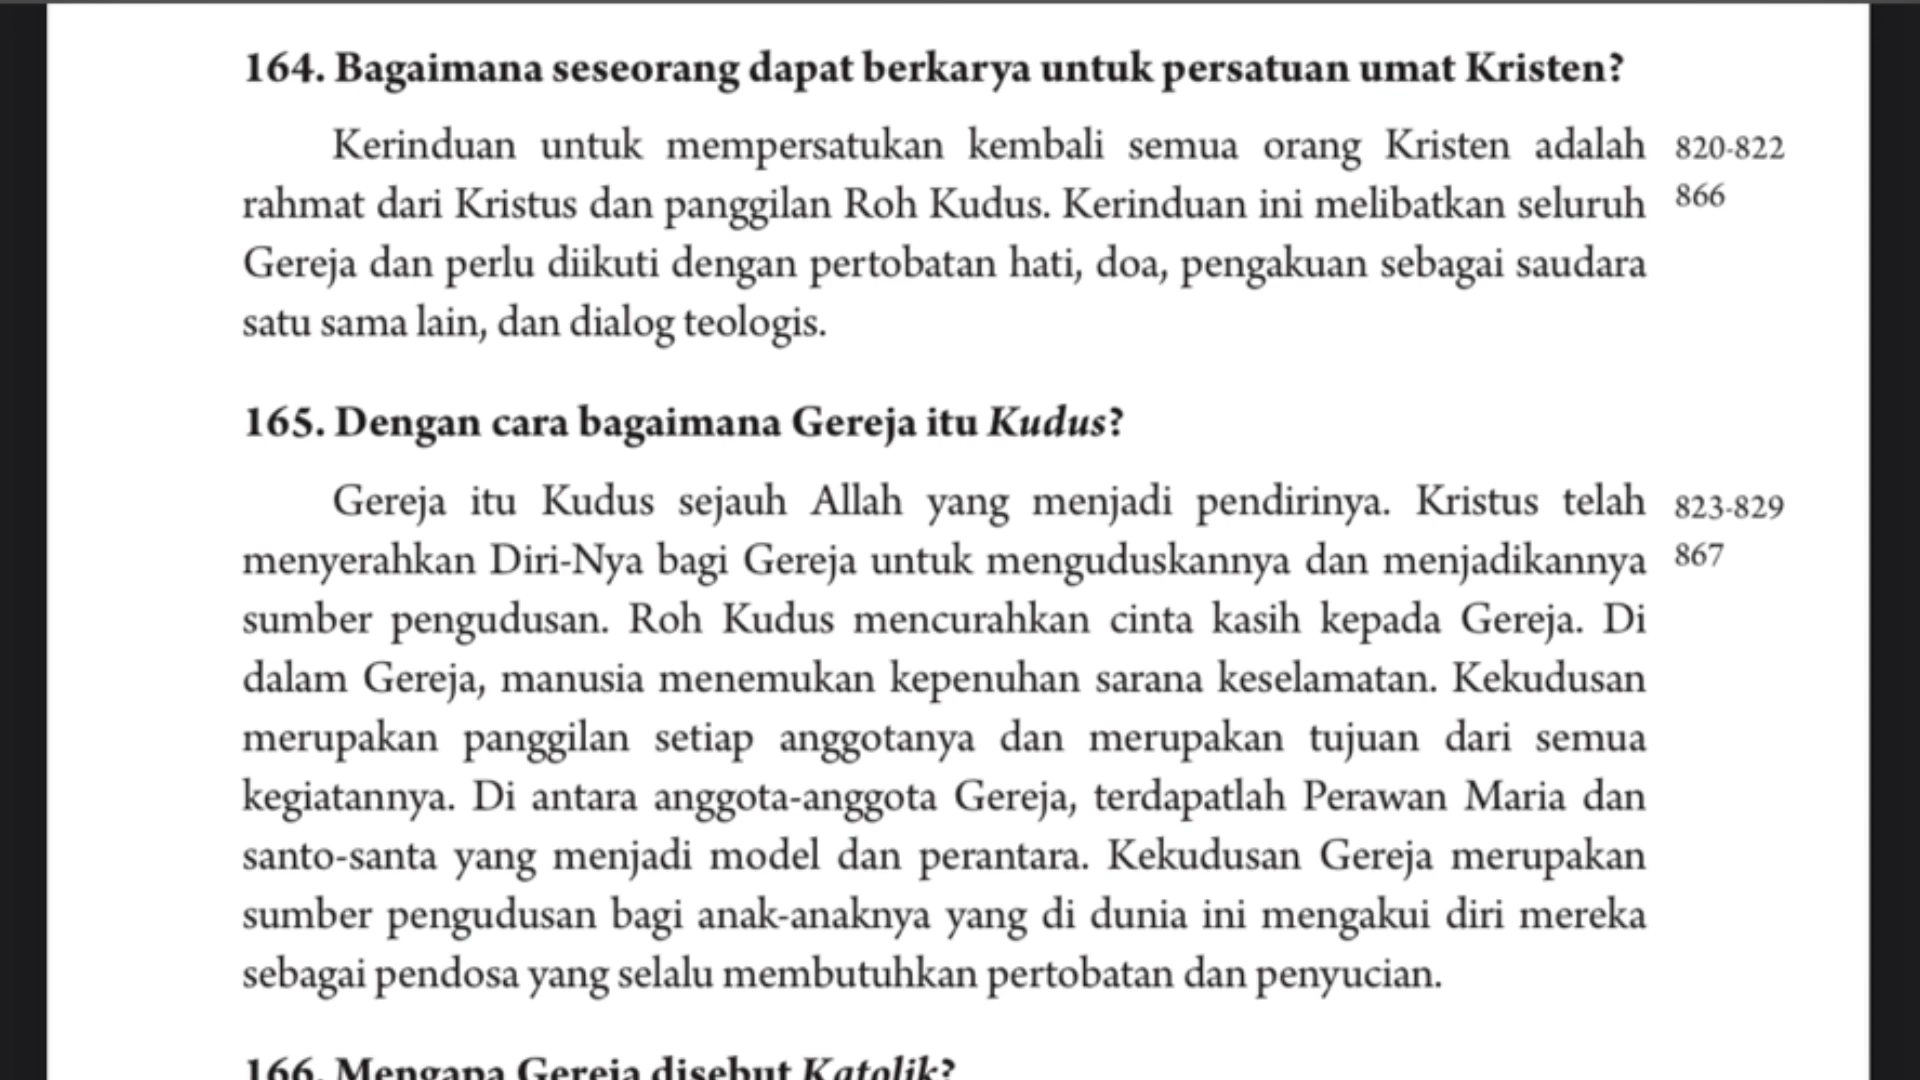 164. Bagaimana seseorang dapat berkarya untuk persatuan umat Kristen?
Kerinduan untuk mempersatukan kembali semua orang Kristen adalah 820-822
rahmat dari Kristus dan panggilan Roh Kudus. Kerinduan ini melibatkan seluruh 866
Gereja dan perlu diikuti dengan pertobatan hati, doa, pengakuan sebagai saudara
satu sama lain, dan dialog teologis.
165. Dengan cara bagaimana Gereja itu Kudus?
Gereja itu Kudus sejauh Allah yang menjadi pendirinya. Kristus telah 823-829
menyerahkan Diri-Nya bagi Gereja untuk menguduskannya dan menjadikannya 867
sumber pengudusan. Roh Kudus mencurahkan cinta kasih kepada Gereja. Di
dalam Gereja, manusia menemukan kepenuhan sarana keselamatan. Kekudusan
merupakan panggilan setiap anggotanya dan merupakan tujuan dari semua
kegiatannya. Di antara anggota-anggota Gereja, terdapatlah Perawan Maria dan
santo-santa yang menjadi model dan perantara. Kekudusan Gereja merupakan
sumber pengudusan bagi anak-anaknya yang di dunia ini mengakui diri mereka
sebagai pendosa yang selalu membutuhkan pertobatan dan penyucian.
166. Mengapa Gereja disebut Katolik?